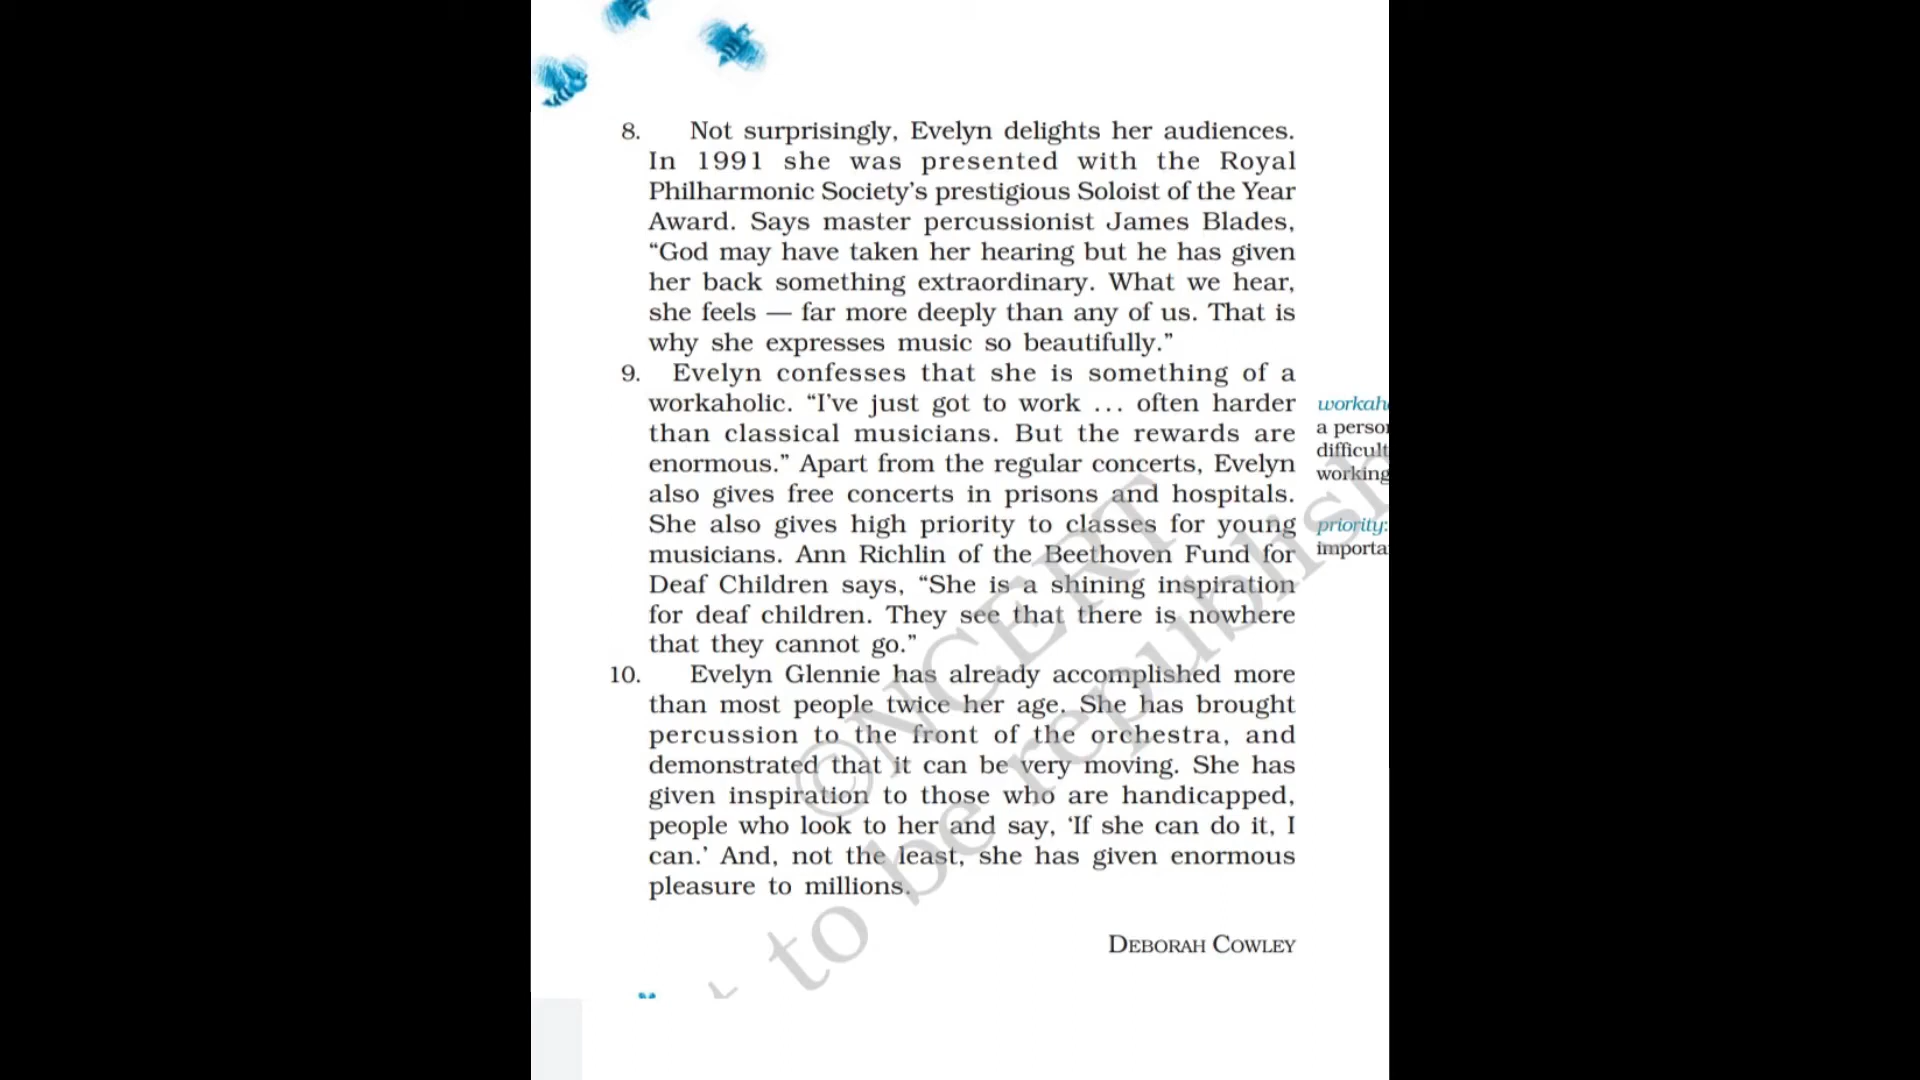 8. Not surprisingly, Evelyn delights her audiences.
In 1991 she was presented with the Royal
Philharmonic Society’s prestigious Soloist of the Year
Award. Says master percussionist James Blades,
“God may have taken her hearing but he has given
her back something extraordinary. What we hear,
she feels — far more deeply than any of us. That is
why she expresses music so beautifully.”
9. Evelyn confesses that she is something of a
workaholic. “I’ve just got to work … often harder
than classical musicians. But the rewards are
enormous.” Apart from the regular concerts, Evelyn
also gives free concerts in prisons and hospitals.
She also gives high priority to classes for young
musicians. Ann Richlin of the Beethoven Fund for
Deaf Children says, “She is a shining inspiration
for deaf children. They see that there is nowhere
that they cannot go.”
10. Evelyn Glennie has already accomplished more
than most people twice her age. She has brought
percussion to the front of the orchestra, and
demonstrated that it can be very moving. She has
given inspiration to those who are handicapped,
people who look to her and say, ‘If she can do it, I
can.’ And, not the least, she has given enormous
pleasure to millions.
DEBORAH COWLEY
a
working
priority:
©NCERT
to be republish